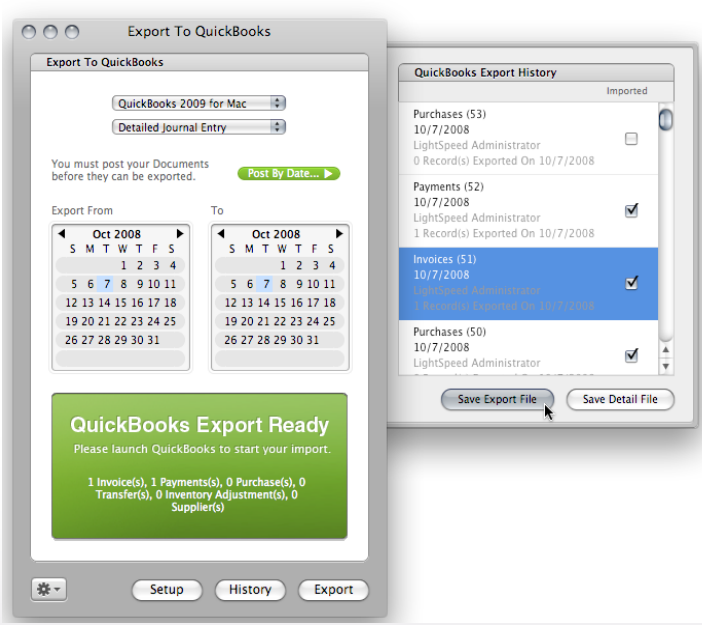 Export To QuickBooks
Export To QuickBooks
QuickBooks 2009 for Mac
Detailed Journal Entry
You must post your Documents
before they can be exported.
Post By Date...
Export From
To
Oct 2008
S M T W T F S
1 2 3 4
5 6 7 8 9 10 11
12 13 14 15 16 17 18
19 20 21 22 23 24 25
26 27 28 29 30 31
Oct 2008
S M T W T F S
1 2 3 4
5 6 7 8 9 10 11
12 13 14 15 16 17 18
19 20 21 22 23 24 25
26 27 28 29 30 31
QuickBooks Export Ready
Please launch QuickBooks to start your import.
1 Invoice(s), 1 Payments(s), 0 Purchase(s), 0
Transfer(s), 0 Inventory Adjustment(s), 0
Supplier(s)
Setup
History
Export
QuickBooks Export History
Imported
Purchases (53)
10/7/2008
LightSpeed Administrator
0 Record(s) Exported On 10/7/2008
Payments (52)
10/7/2008
LightSpeed Administrator
1 Record(s) Exported On 10/7/2008
Invoices (51)
10/7/2008
LightSpeed Administrator
1 Record(s) Exported On 10/7/2008
Purchases (50)
10/7/2008
LightSpeed Administrator
Save Export File
Save Detail File